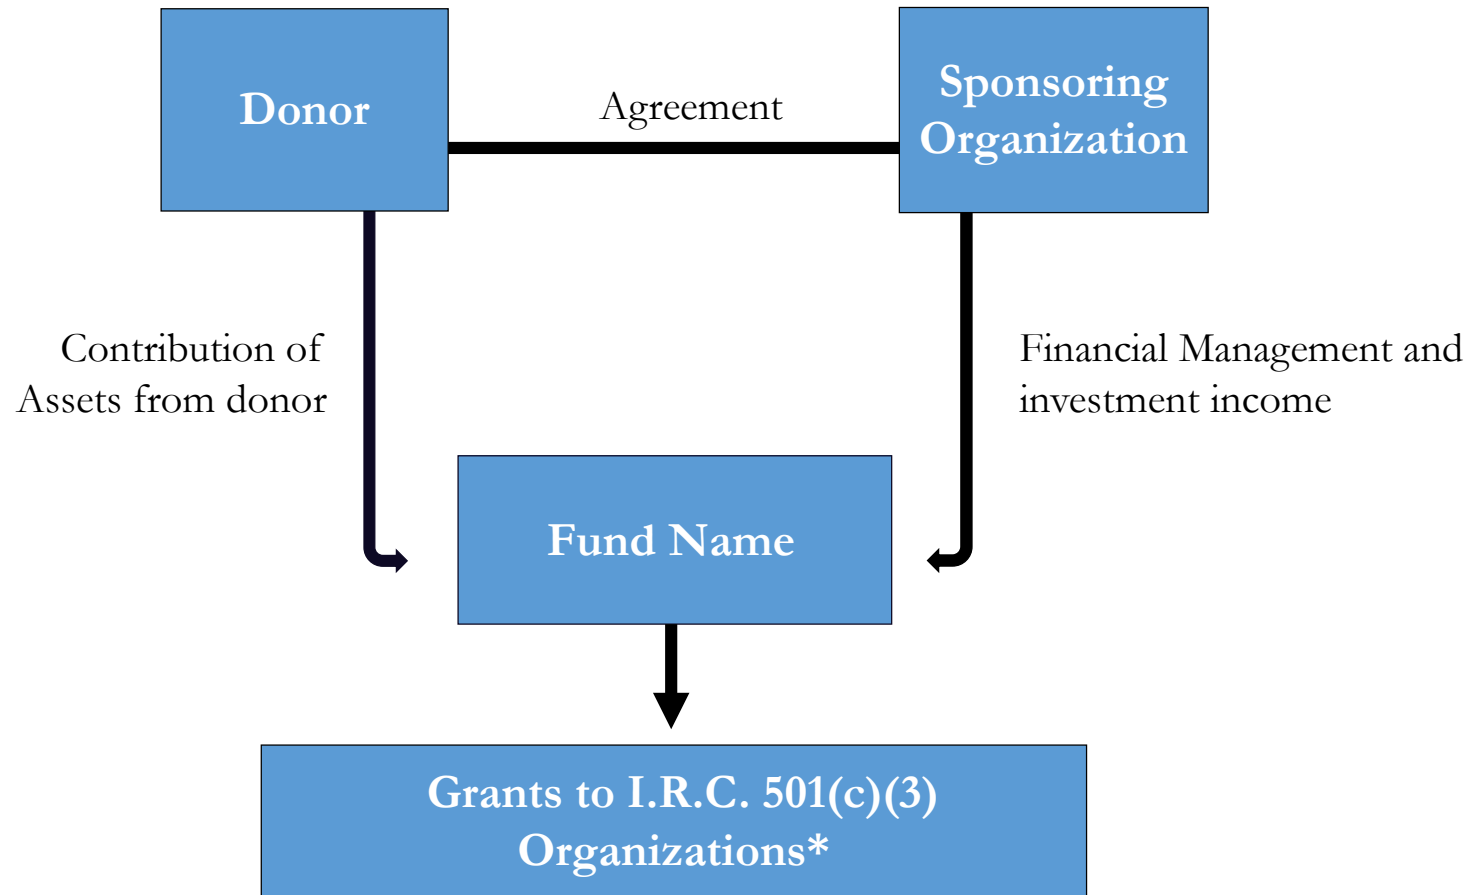 Donor
Agreement
Sponsoring
Organization
Contribution of
Assets from donor
Financial Management and
investment income
Fund Name
Grants to I.R.C. 501(c)(3)
Organizations*